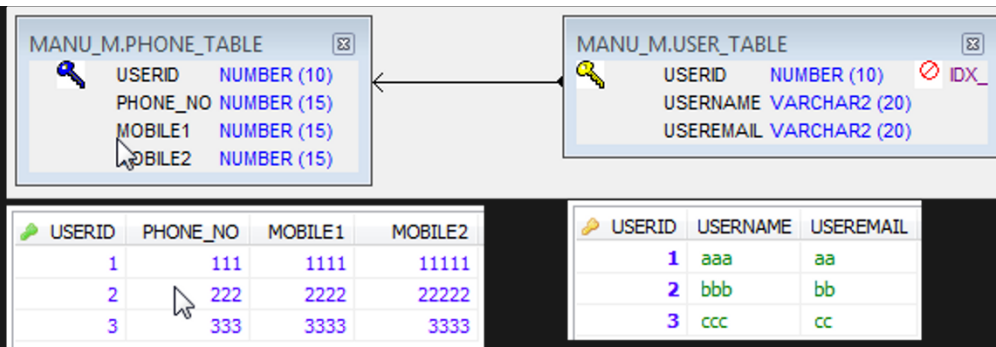 MANU_M.PHONE_TABLE
USERID NUMBER (10)
PHONE_NO NUMBER (15)
MOBILE1 NUMBER (15)
MOBILE2 NUMBER (15)
MANU_M.USER_TABLE
USERID NUMBER (10) IDX_
USERNAME VARCHAR2 (20)
USEREMAIL VARCHAR2 (20)
USERID PHONE_NO MOBILE1 MOBILE2
1 111 1111 11111
2 222 2222 22222
3 333 3333 3333
USERID USERNAME USEREMAIL
1 aaa aa
2 bbb bb
3 ccc cc